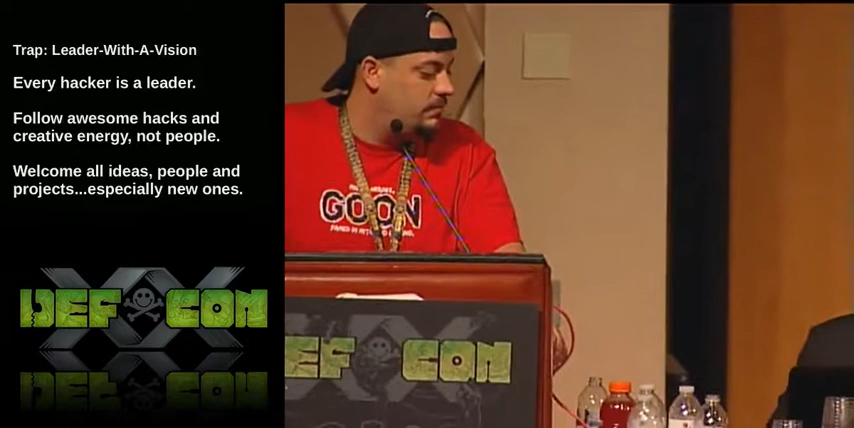 Trap: Leader-With-A-Vision
Every hacker is a leader.
Follow awesome hacks and
creative energy, not people.
Welcome all ideas, people and
projects...especially new ones.
DEF CON
XX
GOON
DEF CON